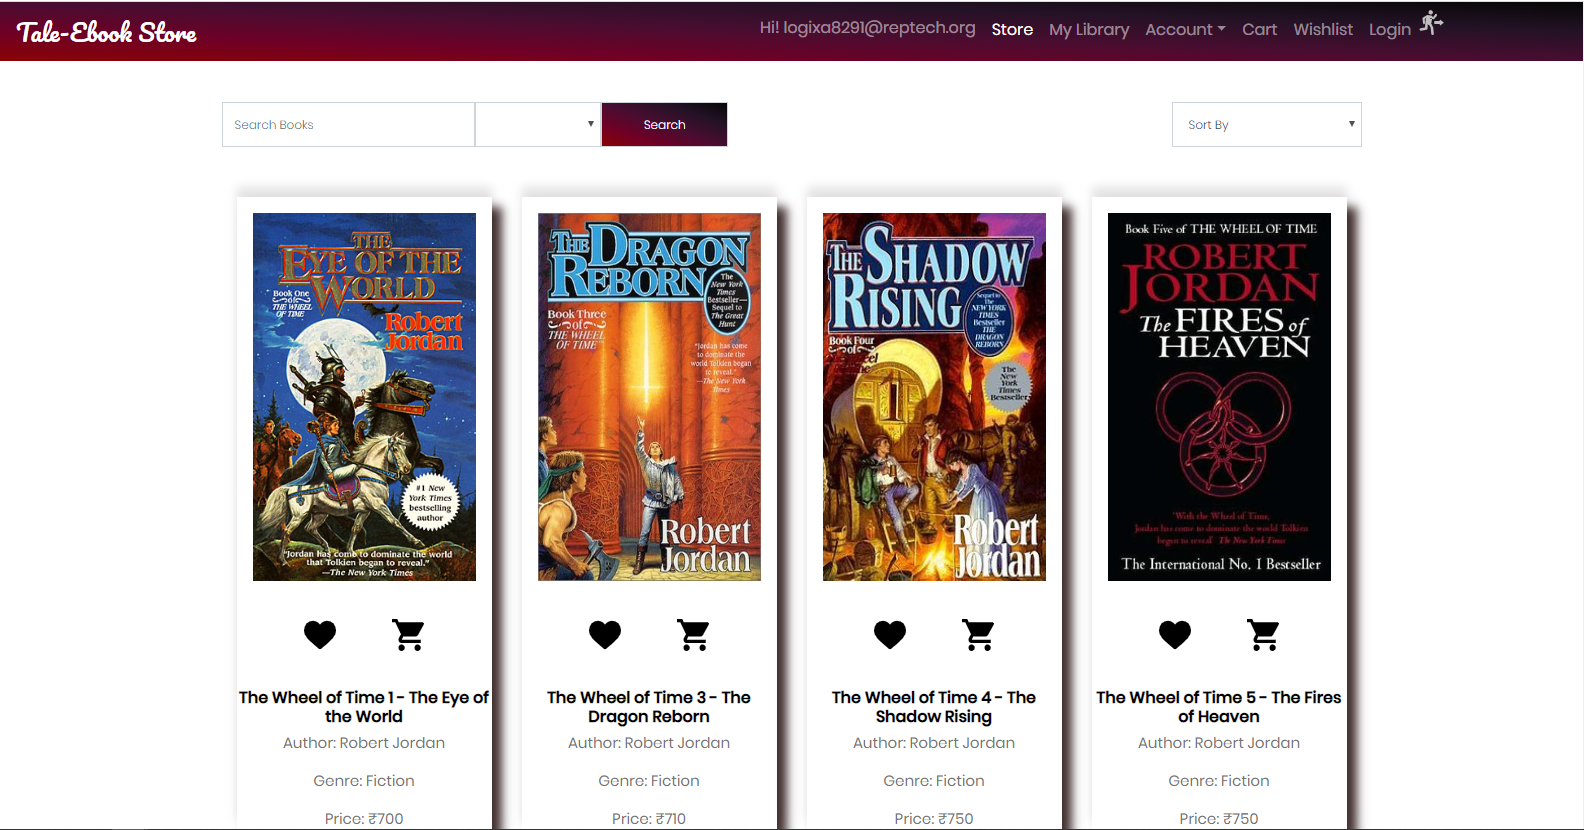 Tale-Ebook Store
Hi! logixa8291@reptech.org Store My Library Account Cart Wishlist Login
Search Books
Search
Sort By
THE
EYE OF THE
WORLD
Book One
of
THE WHEEL
OF TIME
Robert
Jordan
#1 New
York Times
bestselling
author
"Jordan has come to dominate the world
that Tolkien began to reveal."
—The New York Times
THE DRAGON
REBORN
The
New York
Times
Bestseller—
Sequel to
The Great
Hunt
Book Three
of
THE WHEEL
OF TIME
"Jordan has come
to dominate the
world Tolkien began
to reveal."
—The New York
Times
Robert
Jordan
THE SHADOW
RISING
Sequel to
The NEW YORK
TIMES
Bestseller
THE
DRAGON
REBORN
Book Four
of
The
New
York
Times
Bestseller
Robert
Jordan
Book Five of THE WHEEL OF TIME
ROBERT
JORDAN
The FIRES of
HEAVEN
'With the Wheel of Time,
Jordan has come to dominate the world Tolkien
began to reveal' The New York Times
The International No. 1 Bestseller
The Wheel of Time 1 - The Eye of
the World
Author: Robert Jordan
Genre: Fiction
Price: ₹700
The Wheel of Time 3 - The
Dragon Reborn
Author: Robert Jordan
Genre: Fiction
Price: ₹710
The Wheel of Time 4 - The
Shadow Rising
Author: Robert Jordan
Genre: Fiction
Price: ₹750
The Wheel of Time 5 - The Fires
of Heaven
Author: Robert Jordan
Genre: Fiction
Price: ₹750